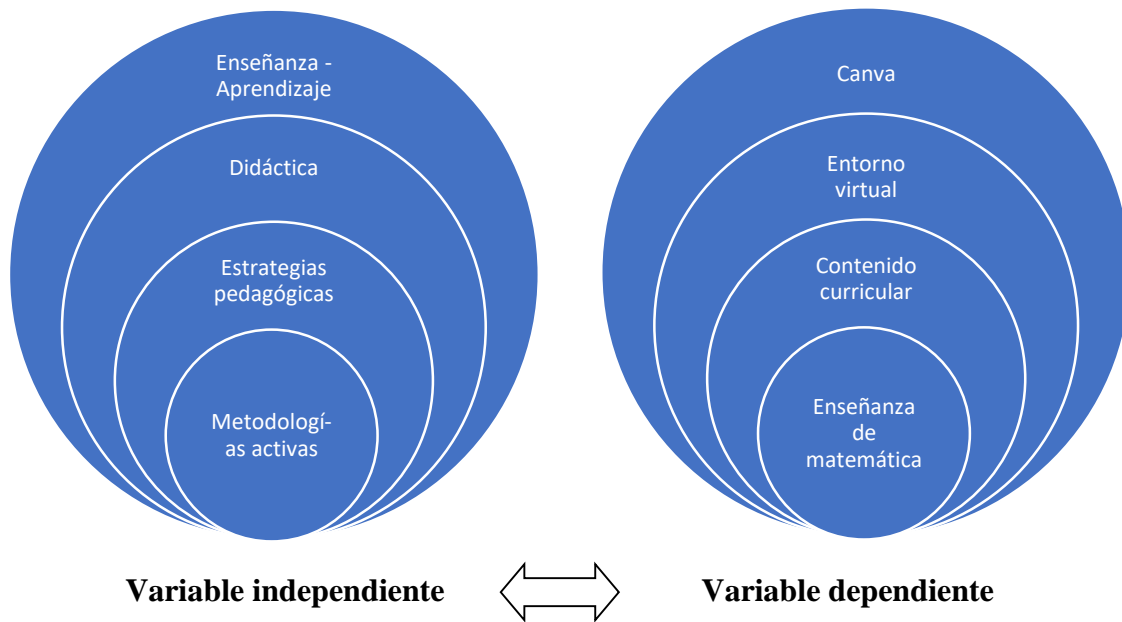 Enseñanza -
Aprendizaje
Didáctica
Estrategias
pedagógicas
Metodologí-
as activas
Canva
Entorno
virtual
Contenido
curricular
Enseñanza
de
matemática
Variable independiente
Variable dependiente